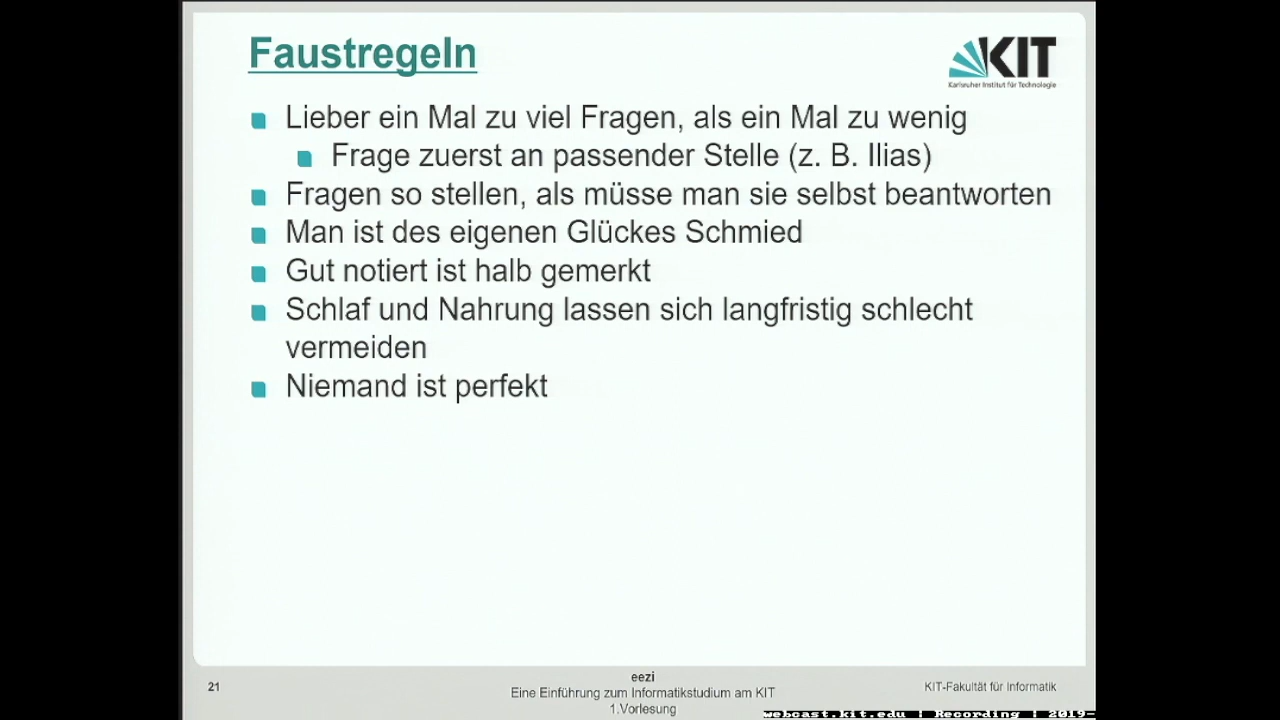 Faustregeln
KIT
Karlsruher Institut für Technologie
Lieber ein Mal zu viel Fragen, als ein Mal zu wenig
Frage zuerst an passender Stelle (z. B. Ilias)
Fragen so stellen, als müsse man sie selbst beantworten
Man ist des eigenen Glückes Schmied
Gut notiert ist halb gemerkt
Schlaf und Nahrung lassen sich langfristig schlecht
vermeiden
Niemand ist perfekt
21
eezi
Eine Einführung zum Informatikstudium am KIT
1.Vorlesung
KIT-Fakultät für Informatik
webcast.kit.edu | Recording | 2019-